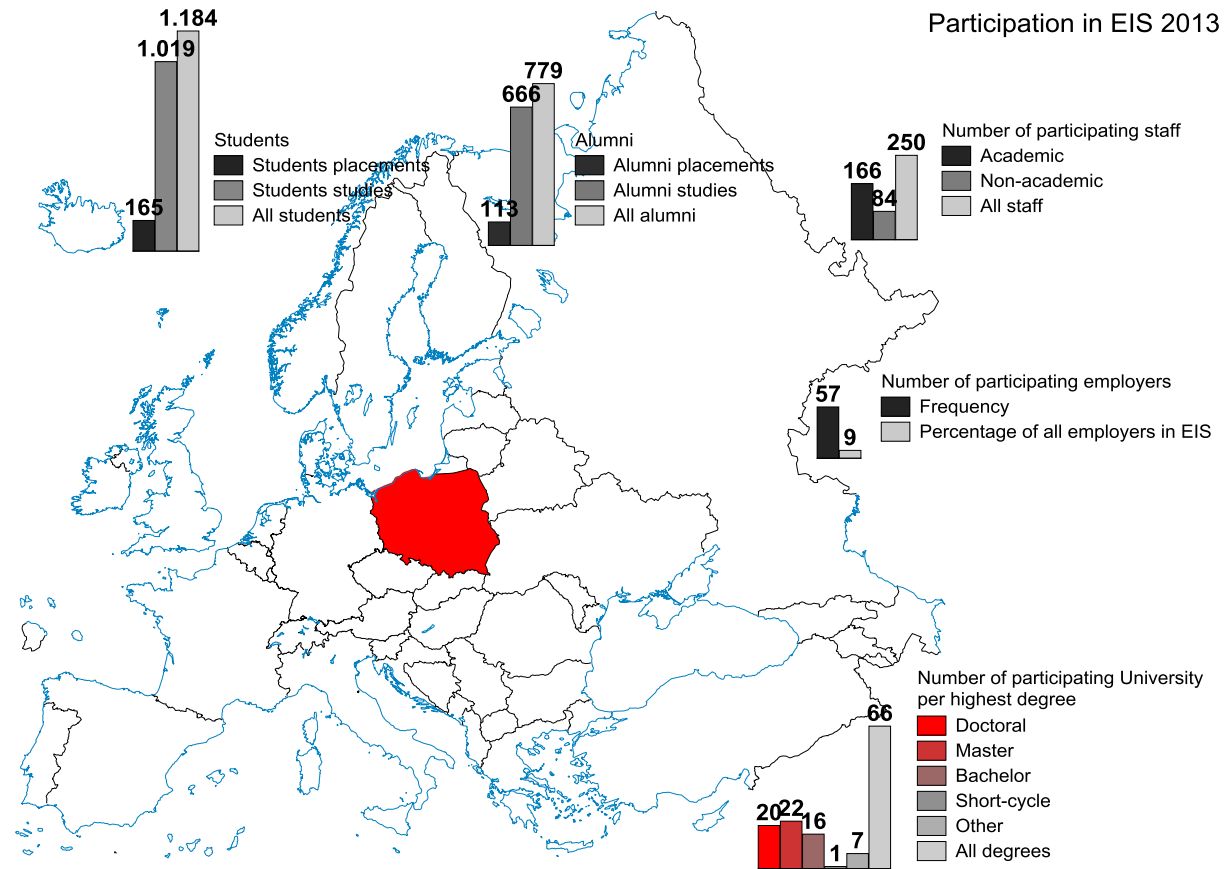 Participation in EIS 2013
1.184
1.019
165
Students
Students placements
Students studies
All students
779
666
113
Alumni
Alumni placements
Alumni studies
All alumni
Number of participating staff
Academic
Non-academic
All staff
250
166
84
Number of participating employers
Frequency
Percentage of all employers in EIS
57
9
Number of participating University
per highest degree
Doctoral
Master
Bachelor
Short-cycle
Other
All degrees
66
20
22
16
1
7